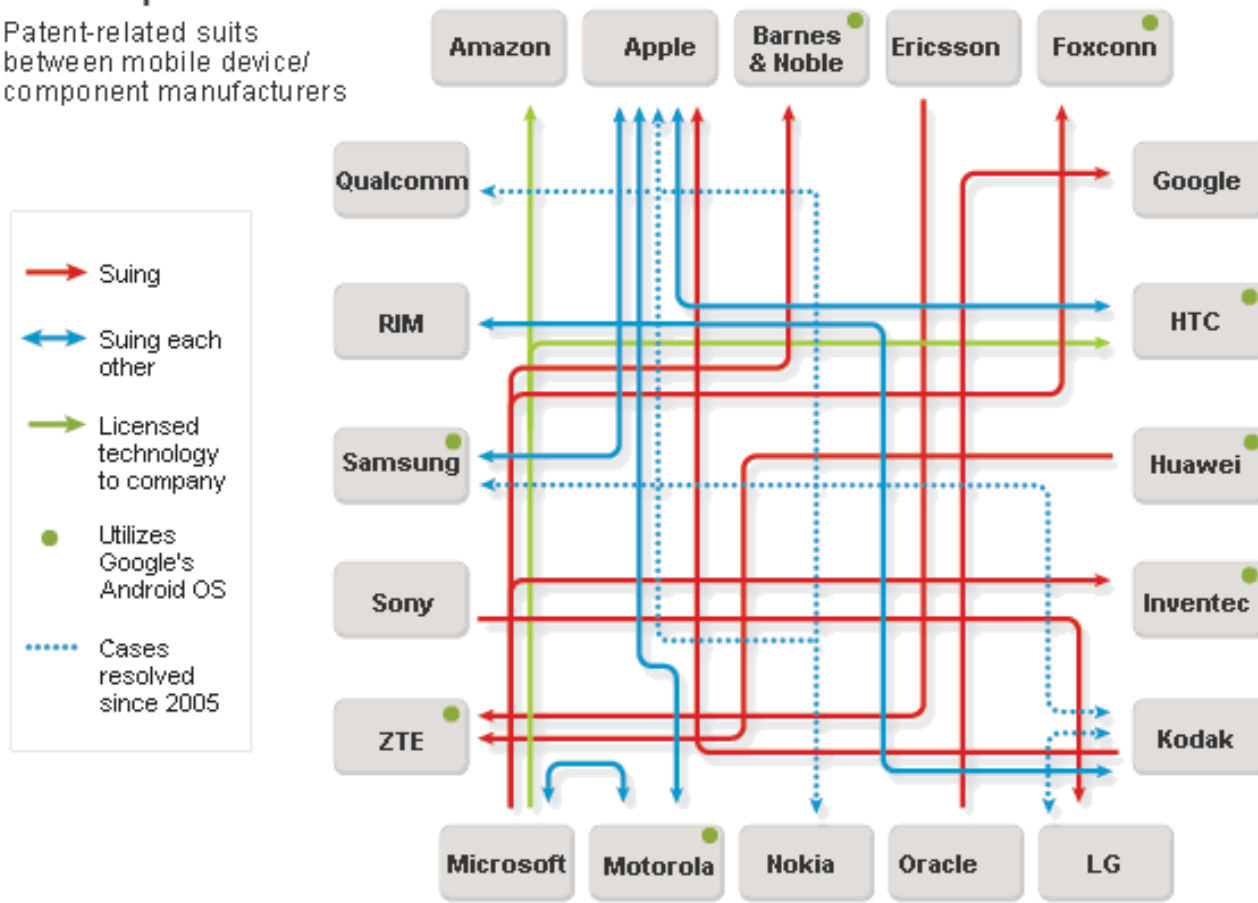 Patent-related suits
between mobile device/
component manufacturers
Amazon
Apple
Barnes
& Noble
Ericsson
Foxconn
Qualcomm
Google
RIM
HTC
Samsung
Huawei
Sony
Inventec
ZTE
Kodak
Microsoft
Motorola
Nokia
Oracle
LG
Suing
Suing each
other
Licensed
technology
to company
Utilizes
Google's
Android OS
Cases
resolved
since 2005